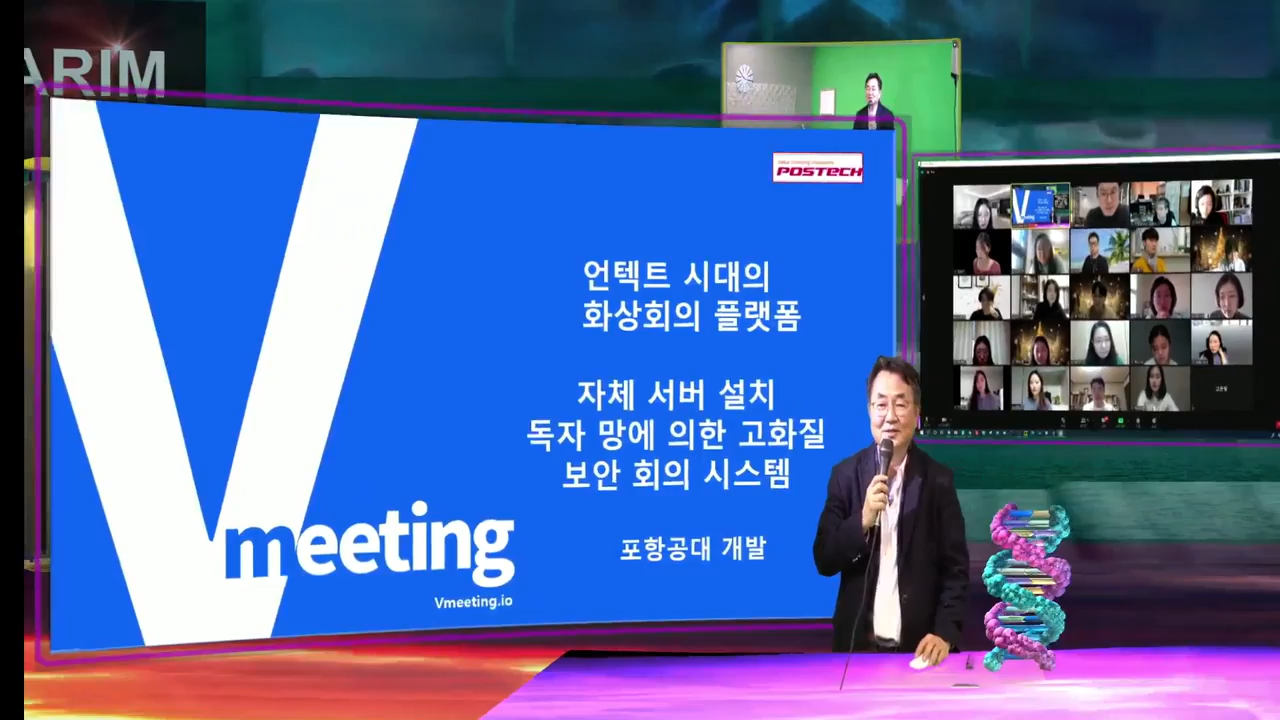 ARIM
POSTECH
언텍트 시대의
화상회의 플랫폼
자체 서버 설치
독자 망에 의한 고화질
보안 회의 시스템
포항공대 개발
Vmeeting
Vmeeting.io